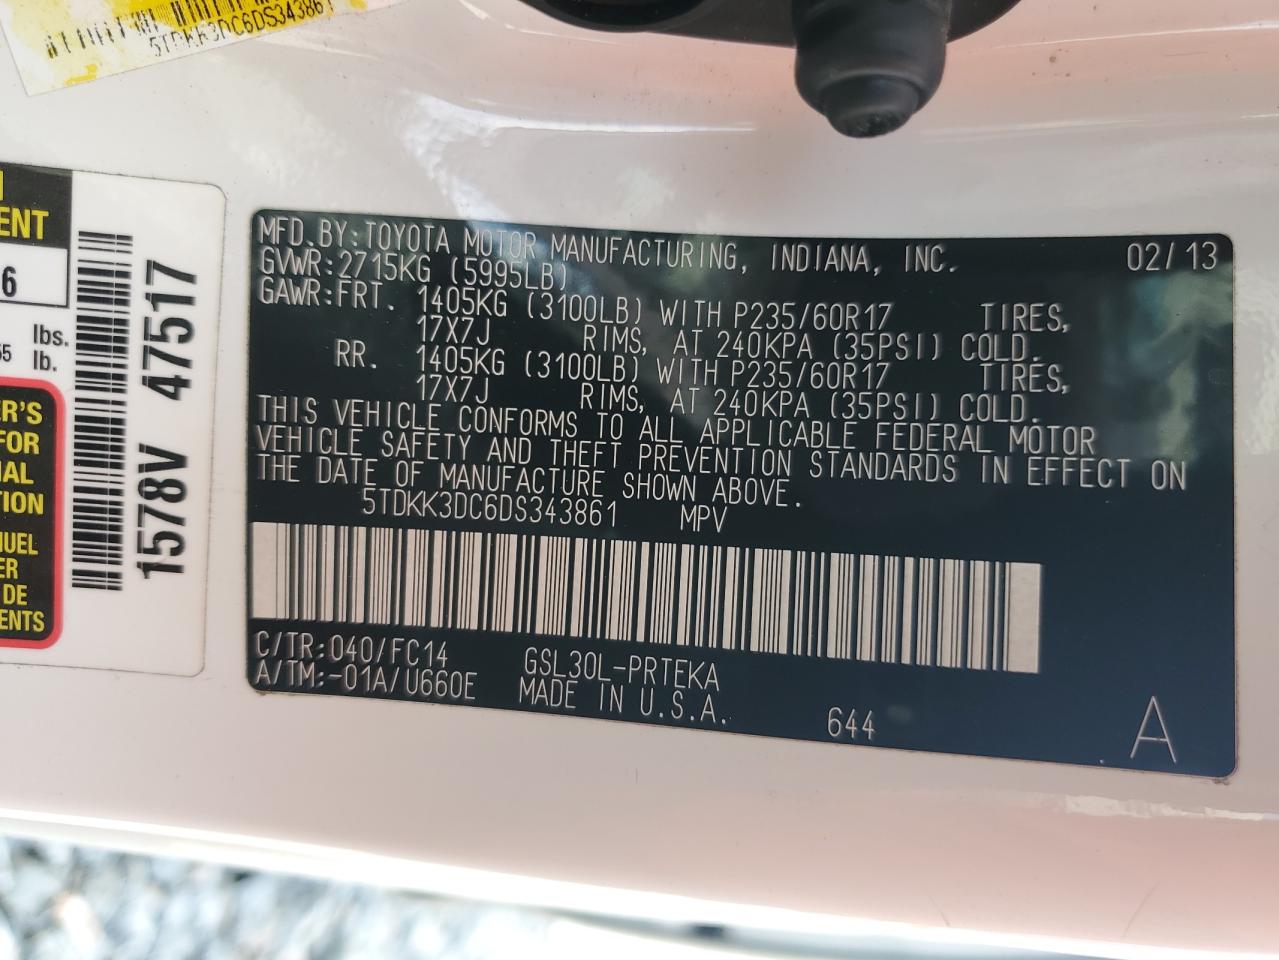 5TDKK3DC6DS343861
ENT
6
lbs.
55 lb.
ER'S
FOR
IAL
TION
NUEL
ER
DE
ENTS
1578V 47517
MFD.BY:TOYOTA MOTOR MANUFACTURING, INDIANA, INC. 02/13
GVWR:2715KG (5995LB)
GAWR:FRT. 1405KG (3100LB) WITH P235/60R17 TIRES,
17X7J RIMS, AT 240KPA (35PSI) COLD.
RR. 1405KG (3100LB) WITH P235/60R17 TIRES,
17X7J RIMS, AT 240KPA (35PSI) COLD.
THIS VEHICLE CONFORMS TO ALL APPLICABLE FEDERAL MOTOR
VEHICLE SAFETY AND THEFT PREVENTION STANDARDS IN EFFECT ON
THE DATE OF MANUFACTURE SHOWN ABOVE.
5TDKK3DC6DS343861 MPV
C/TR:040/FC14 GSL30L-PRTEKA
A/TM:-01A/U660E MADE IN U.S.A. 644 A